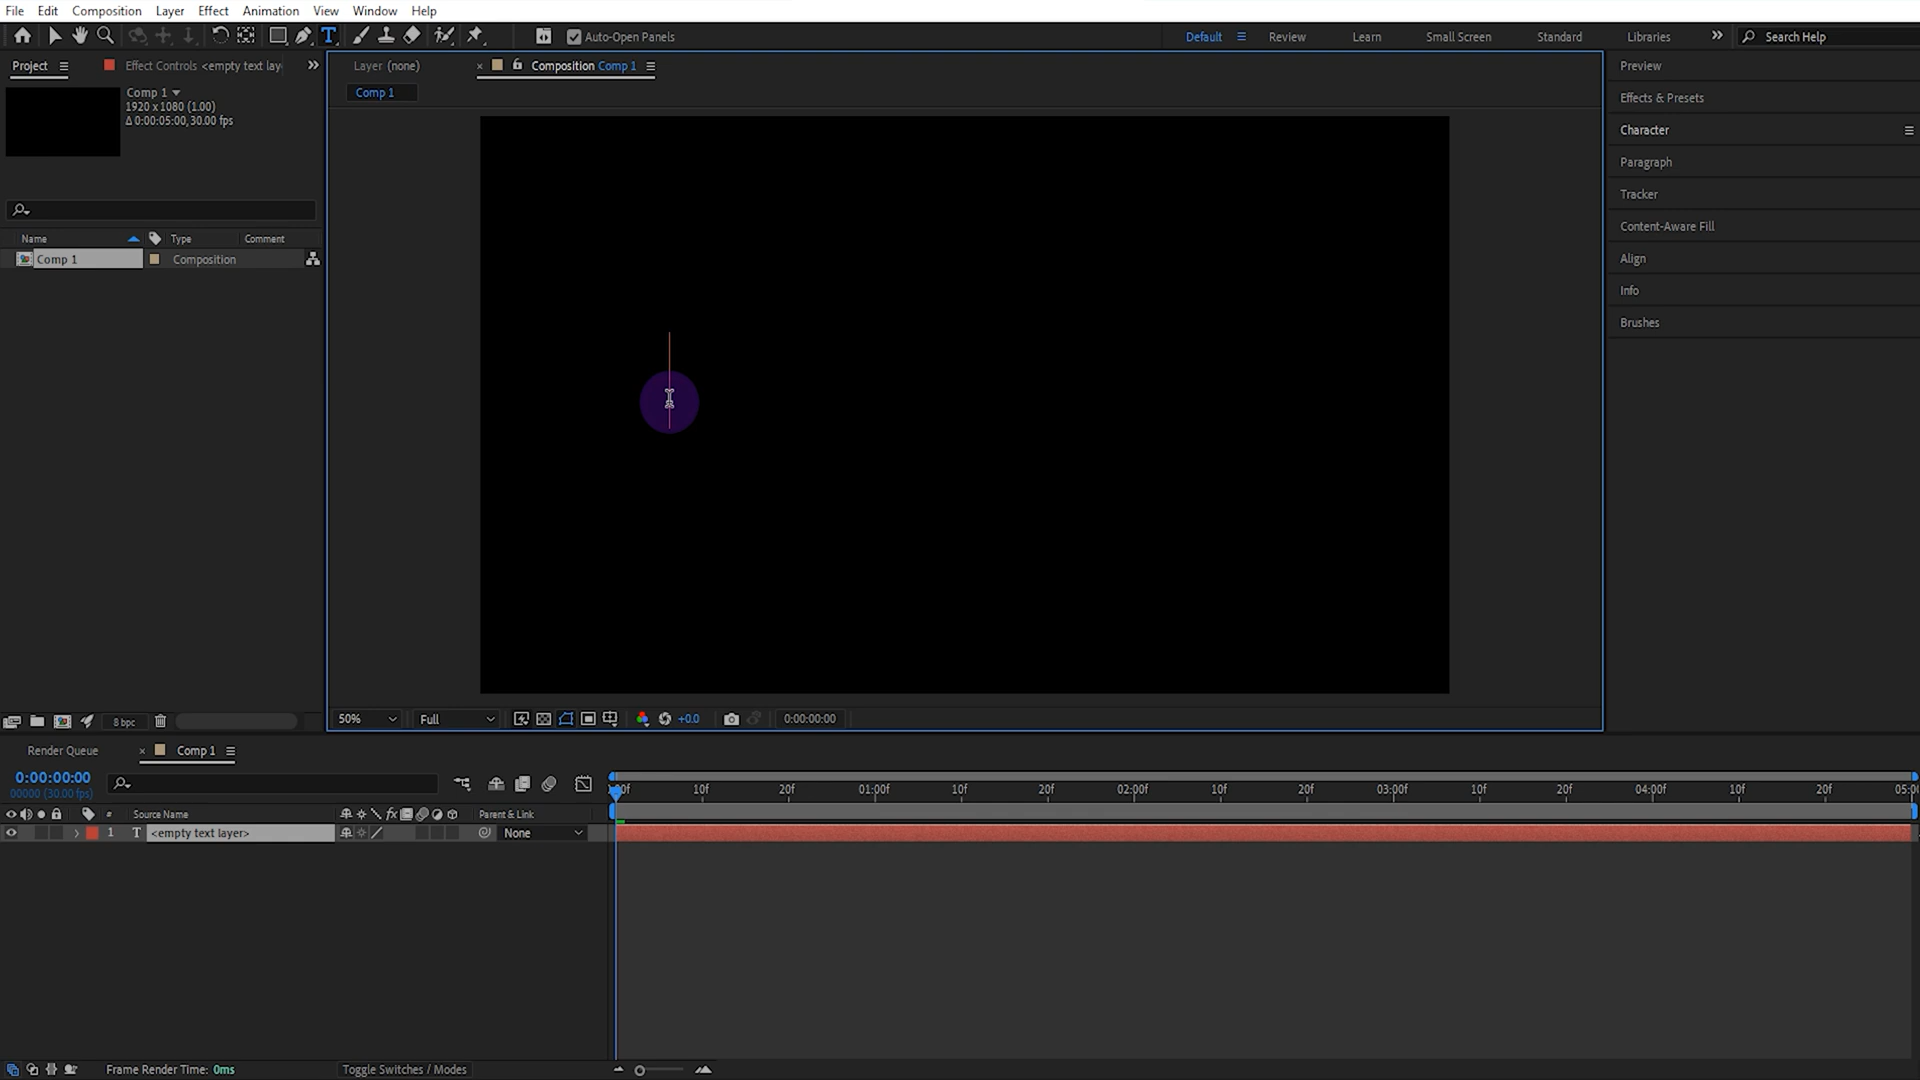 File Edit Composition Layer Effect Animation View Window Help
Auto-Open Panels Default Review Learn Small Screen Standard Libraries Search Help
Project Effect Controls <empty text lay
Layer (none) Composition Comp 1
Comp 1
Comp 1
1920 x 1080 (1.00)
Δ 0:00:05:00, 30.00 fps
Name Type Comment
Comp 1 Composition
Preview
Effects & Presets
Character
Paragraph
Tracker
Content-Aware Fill
Align
Info
Brushes
8 bpc
50% Full +0.0 0:00:00:00
Render Queue Comp 1
0:00:00:00
00000 (30.00 fps)
10f 20f 01:00f 10f 20f 02:00f 10f 20f 03:00f 10f 20f 04:00f 10f 20f 05:0
# Source Name fx Parent & Link
1 T <empty text layer> None
Frame Render Time: 0ms Toggle Switches / Modes